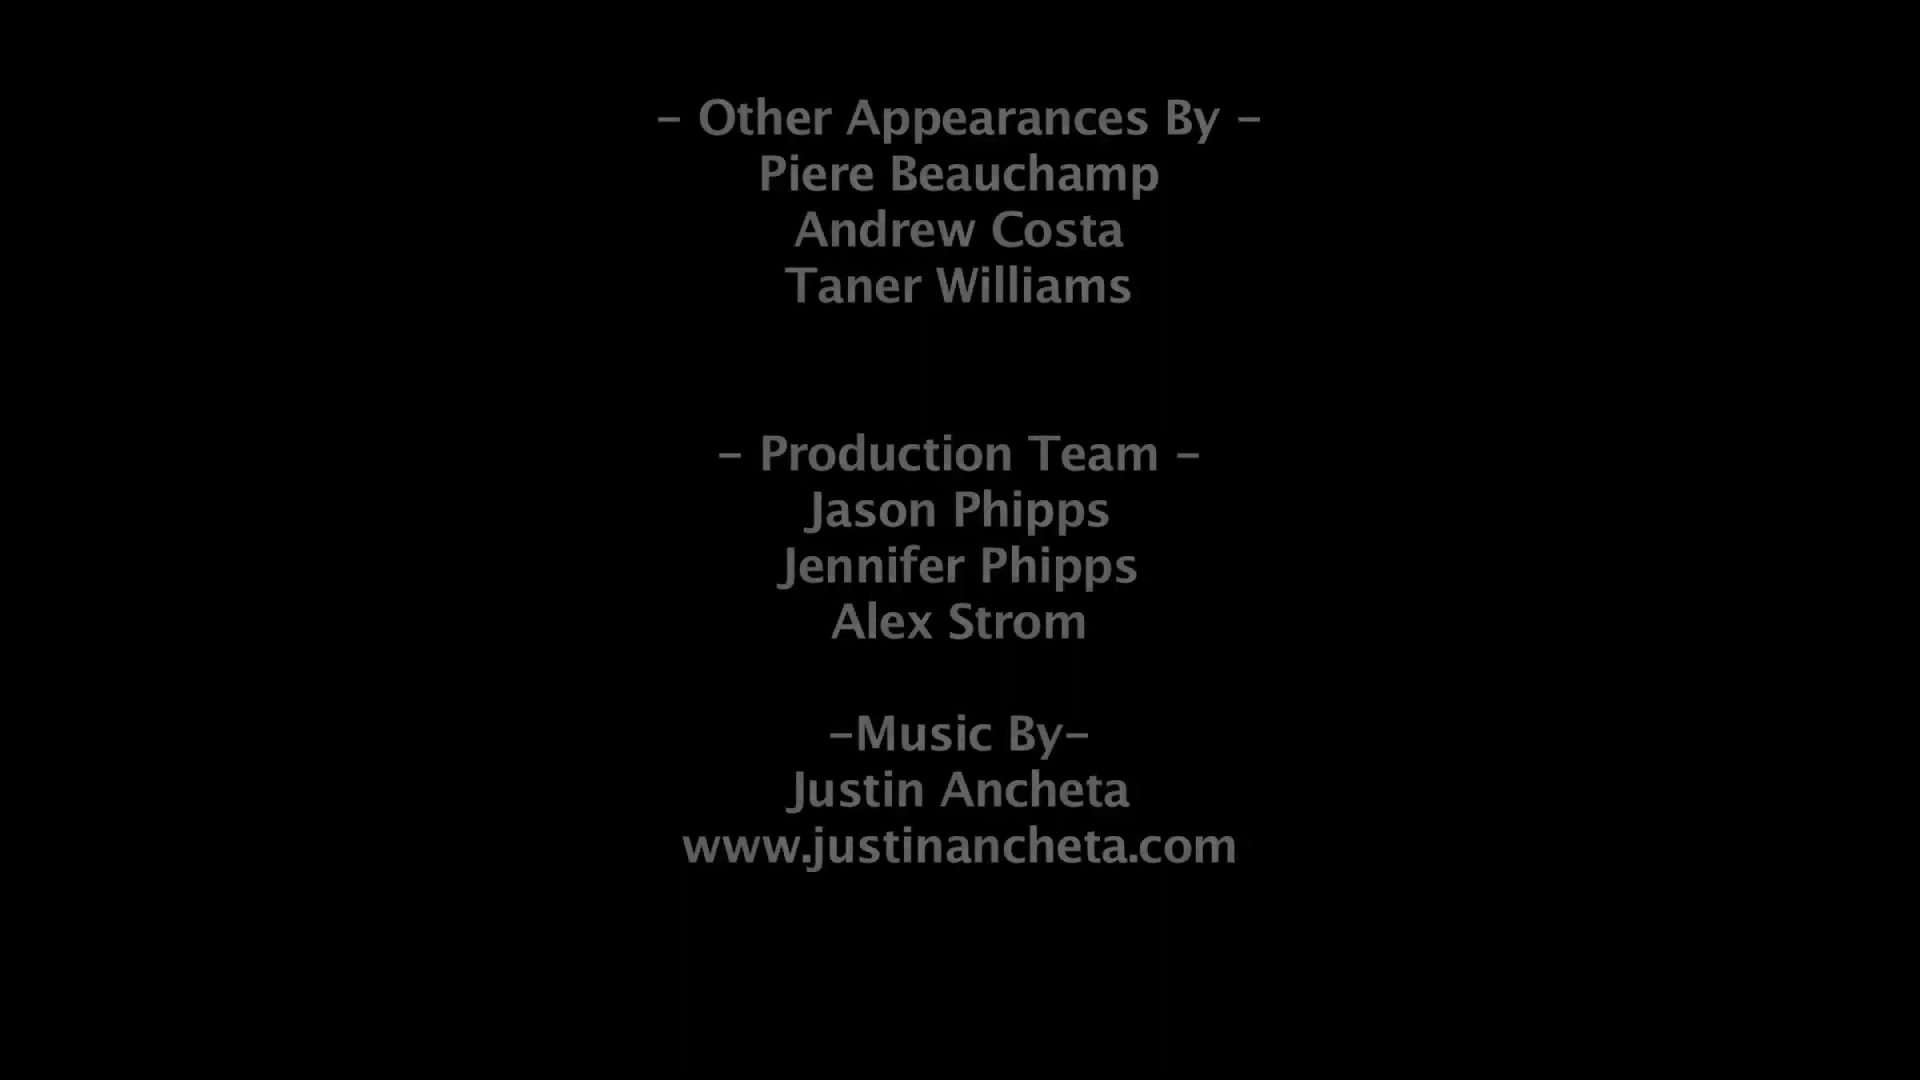 - Other Appearances By -
Piere Beauchamp
Andrew Costa
Taner Williams
- Production Team -
Jason Phipps
Jennifer Phipps
Alex Strom
-Music By-
Justin Ancheta
www.justinancheta.com